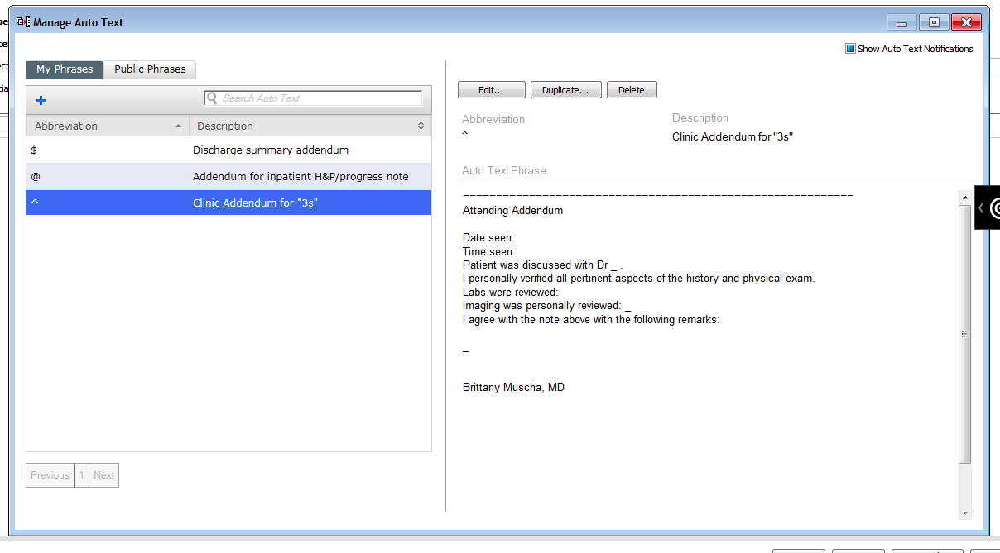 Manage Auto Text
Show Auto Text Notifications
My Phrases Public Phrases
Search Auto Text
Abbreviation Description
$ Discharge summary addendum
@ Addendum for inpatient H&P/progress note
^ Clinic Addendum for "3s"
Previous 1 Next
Edit... Duplicate... Delete
Abbreviation Description
^ Clinic Addendum for "3s"
Auto Text Phrase
===========================================================
Attending Addendum
Date seen:
Time seen:
Patient was discussed with Dr _ .
I personally verified all pertinent aspects of the history and physical exam.
Labs were reviewed: _
Imaging was personally reviewed: _
I agree with the note above with the following remarks:
_
Brittany Muscha, MD